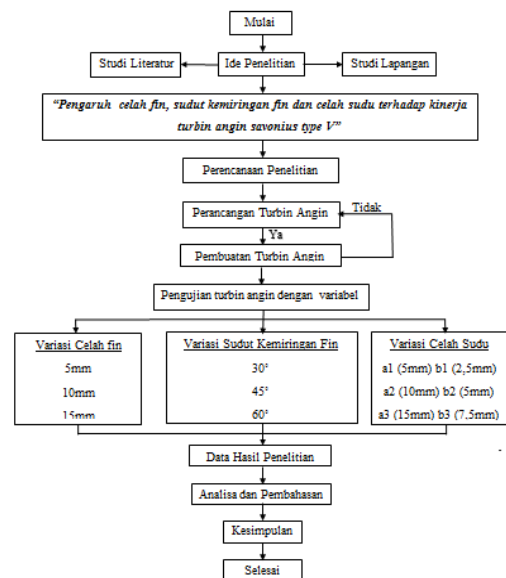 Mulai
Studi Literatur
Ide Penelitian
Studi Lapangan
“Pengaruh celah fin, sudut kemiringan fin dan celah sudu terhadap kinerja
turbin angin savonius type V”
Perencanaan Penelitian
Perancangan Turbin Angin
Tidak
Ya
Pembuatan Turbin Angin
Pengujian turbin angin dengan variabel
Variasi Celah fin
5mm
10mm
15mm
Variasi Sudut Kemiringan Fin
30°
45°
60°
Variasi Celah Sudu
a1 (5mm) b1 (2,5mm)
a2 (10mm) b2 (5mm)
a3 (15mm) b3 (7,5mm)
Data Hasil Penelitian
Analisa dan Pembahasan
Kesimpulan
Selesai